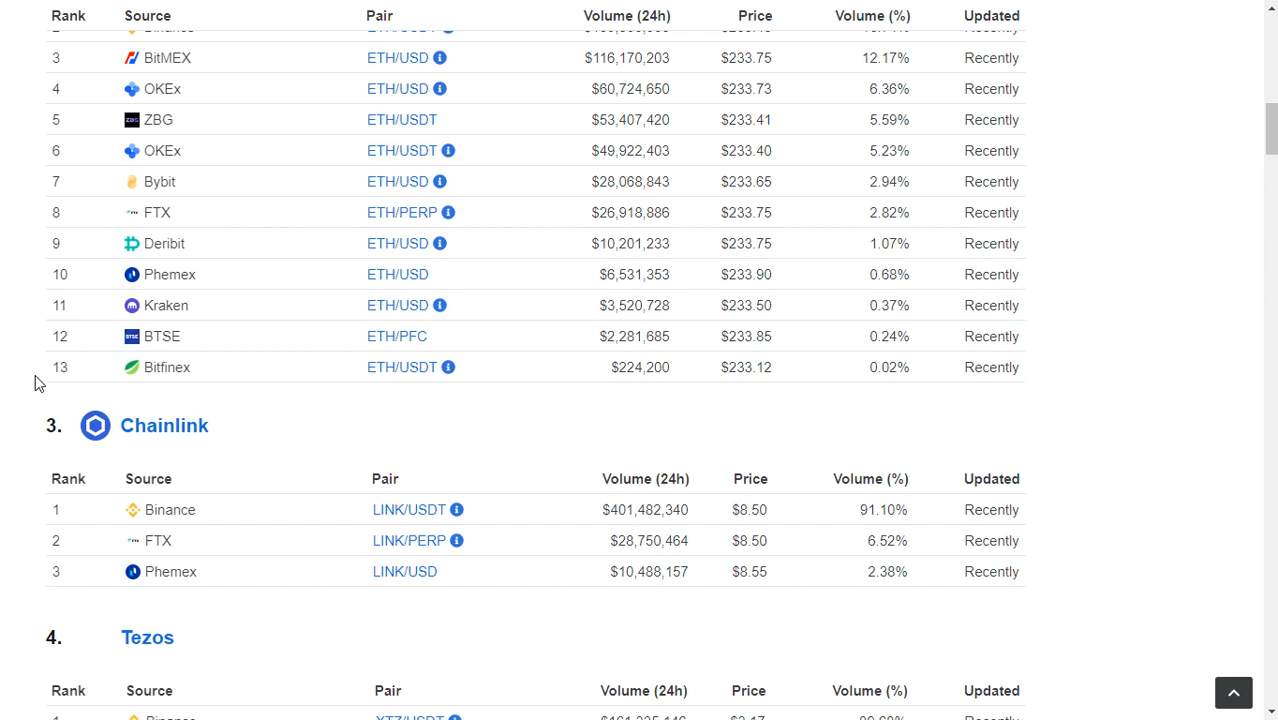 Rank Source Pair Volume (24h) Price Volume (%) Updated
3 BitMEX ETH/USD $116,170,203 $233.75 12.17% Recently
4 OKEx ETH/USD $60,724,650 $233.73 6.36% Recently
5 ZBG ETH/USDT $53,407,420 $233.41 5.59% Recently
6 OKEx ETH/USDT $49,922,403 $233.40 5.23% Recently
7 Bybit ETH/USD $28,068,843 $233.65 2.94% Recently
8 FTX ETH/PERP $26,918,886 $233.75 2.82% Recently
9 Deribit ETH/USD $10,201,233 $233.75 1.07% Recently
10 Phemex ETH/USD $6,531,353 $233.90 0.68% Recently
11 Kraken ETH/USD $3,520,728 $233.50 0.37% Recently
12 BTSE ETH/PFC $2,281,685 $233.85 0.24% Recently
13 Bitfinex ETH/USDT $224,200 $233.12 0.02% Recently
3. Chainlink
Rank Source Pair Volume (24h) Price Volume (%) Updated
1 Binance LINK/USDT $401,482,340 $8.50 91.10% Recently
2 FTX LINK/PERP $28,750,464 $8.50 6.52% Recently
3 Phemex LINK/USD $10,488,157 $8.55 2.38% Recently
4. Tezos
Rank Source Pair Volume (24h) Price Volume (%) Updated